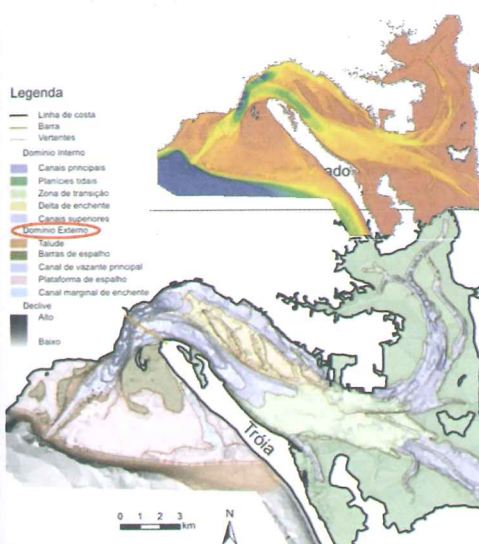 Legenda
Linha de costa
Barra
Vertentes
Domínio Interno
Canais principais
Planícies tidais
Zona de transição
Delta de enchente
Canais superiores
Domínio Externo
Talude
Barras de espalho
Canal de vazante principal
Plataforma de espalho
Canal marginal de enchente
Declive
Alto
Baixo
ado
Tróia
0 1 2 3
km
N